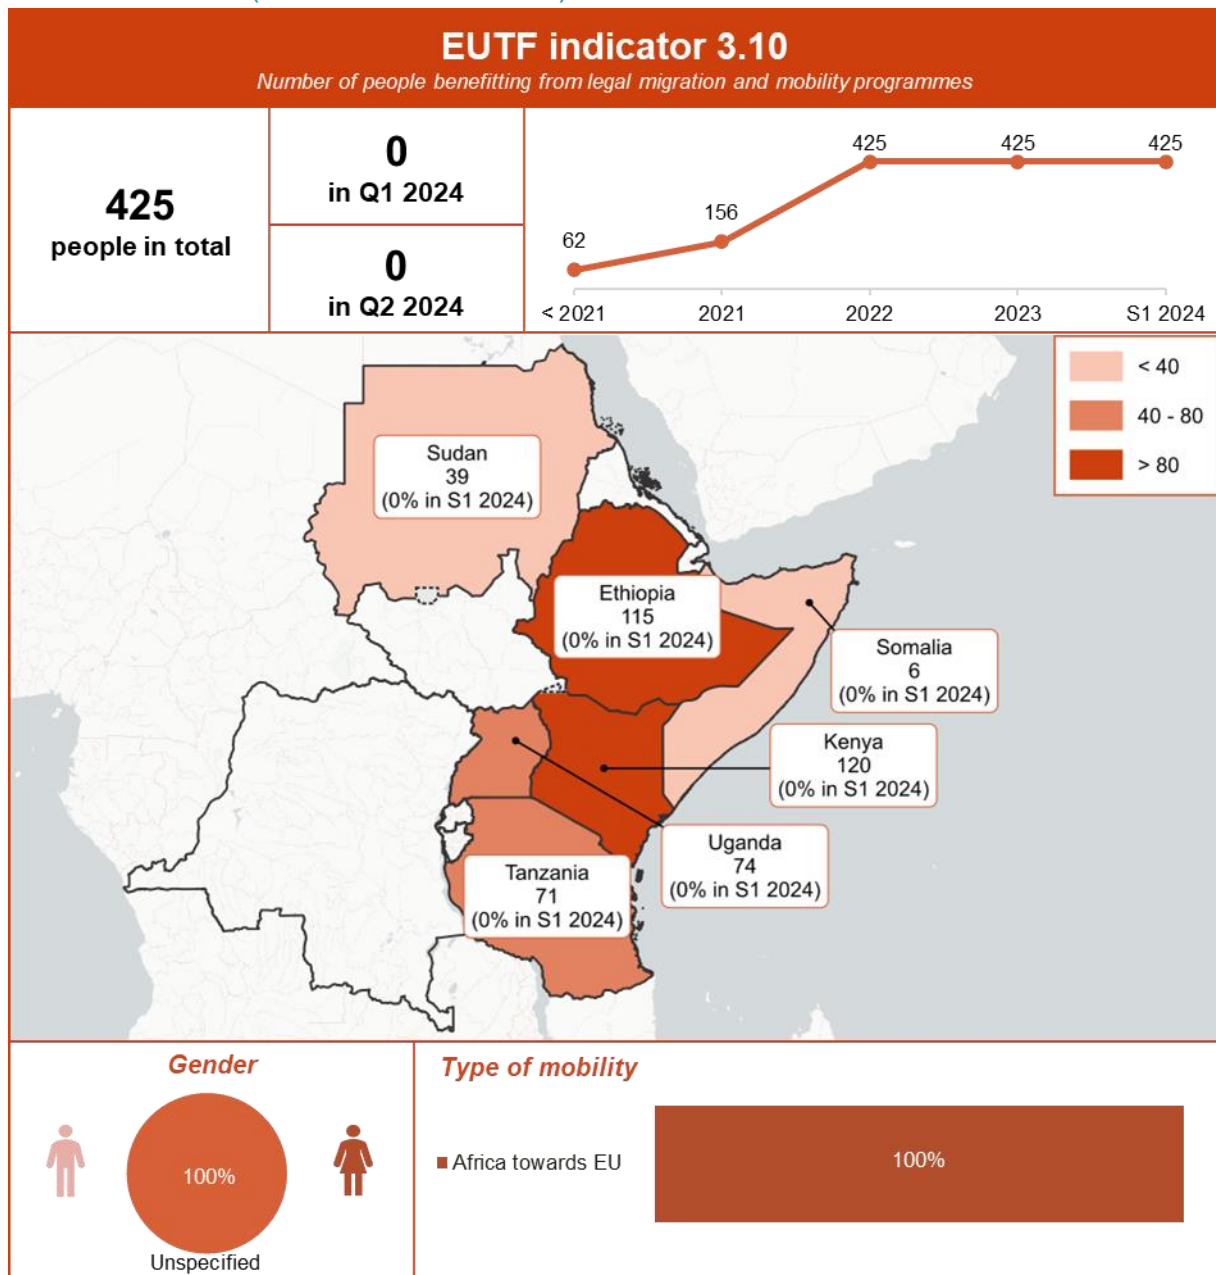 EUTF indicator 3.10
Number of people benefitting from legal migration and mobility programmes
425
people in total
0
in Q1 2024
0
in Q2 2024
62
156
425
425
425
< 2021
2021
2022
2023
S1 2024
< 40
40 - 80
> 80
Sudan
39
(0% in S1 2024)
Ethiopia
115
(0% in S1 2024)
Somalia
6
(0% in S1 2024)
Kenya
120
(0% in S1 2024)
Uganda
74
(0% in S1 2024)
Tanzania
71
(0% in S1 2024)
Gender
100%
Unspecified
Type of mobility
Africa towards EU
100%